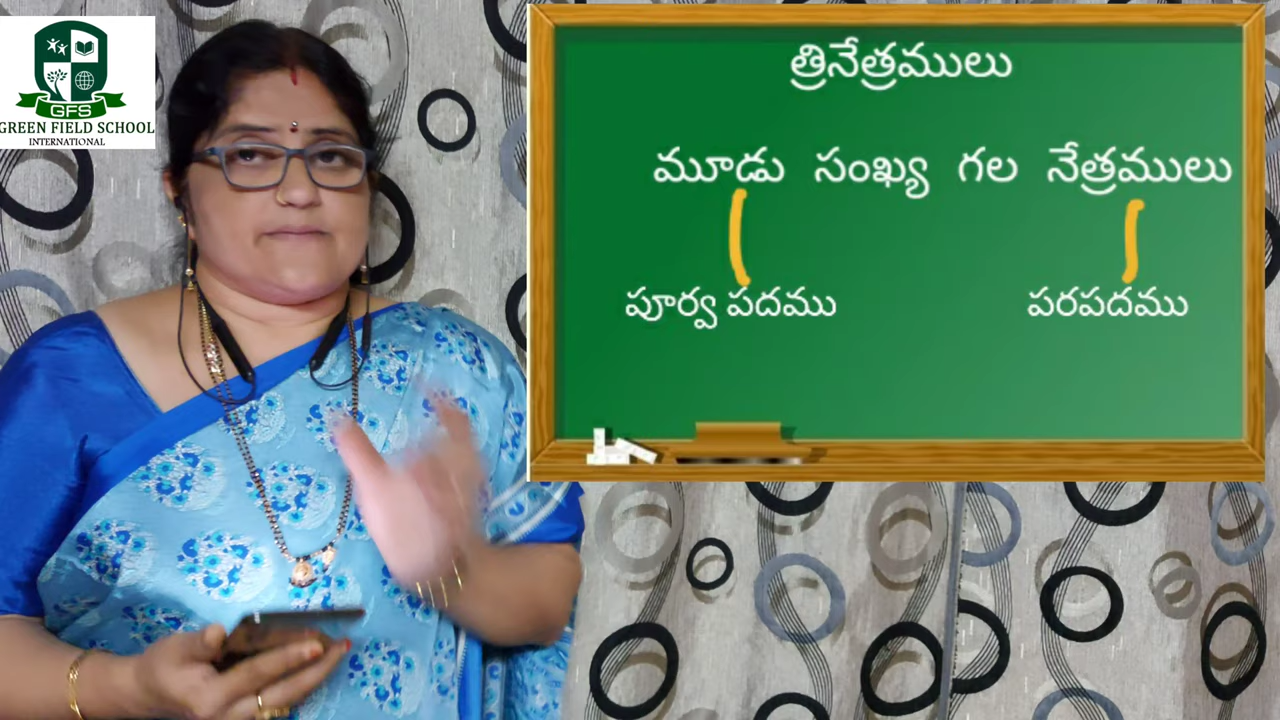 GFS
GREEN FIELD SCHOOL
INTERNATIONAL
త్రినేత్రములు
మూడు సంఖ్య గల నేత్రములు
పూర్వ పదము పరపదము